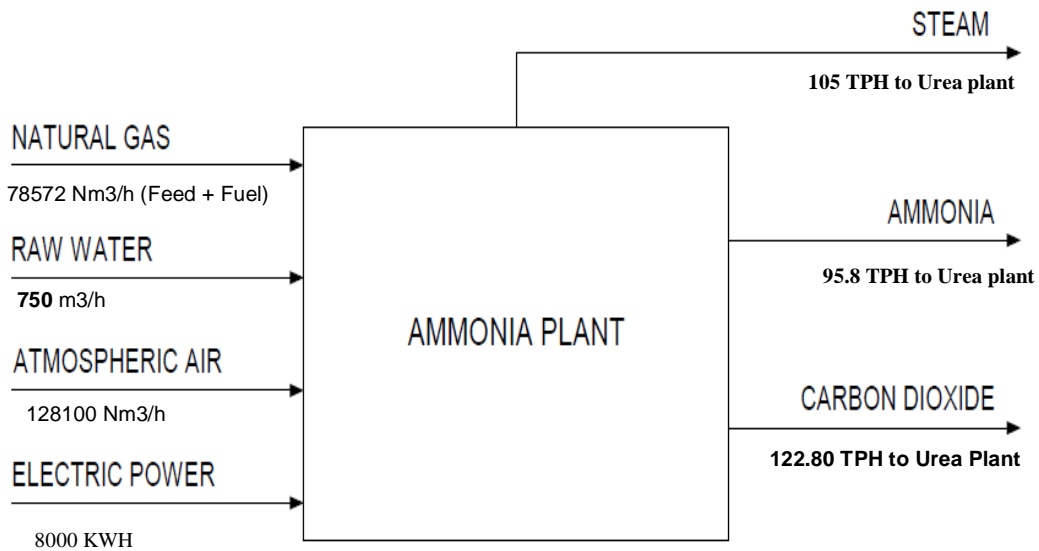 STEAM
105 TPH to Urea plant
NATURAL GAS
78572 Nm3/h (Feed + Fuel)
AMMONIA
RAW WATER
95.8 TPH to Urea plant
750 m3/h
AMMONIA PLANT
ATMOSPHERIC AIR
128100 Nm3/h
CARBON DIOXIDE
122.80 TPH to Urea Plant
ELECTRIC POWER
8000 KWH